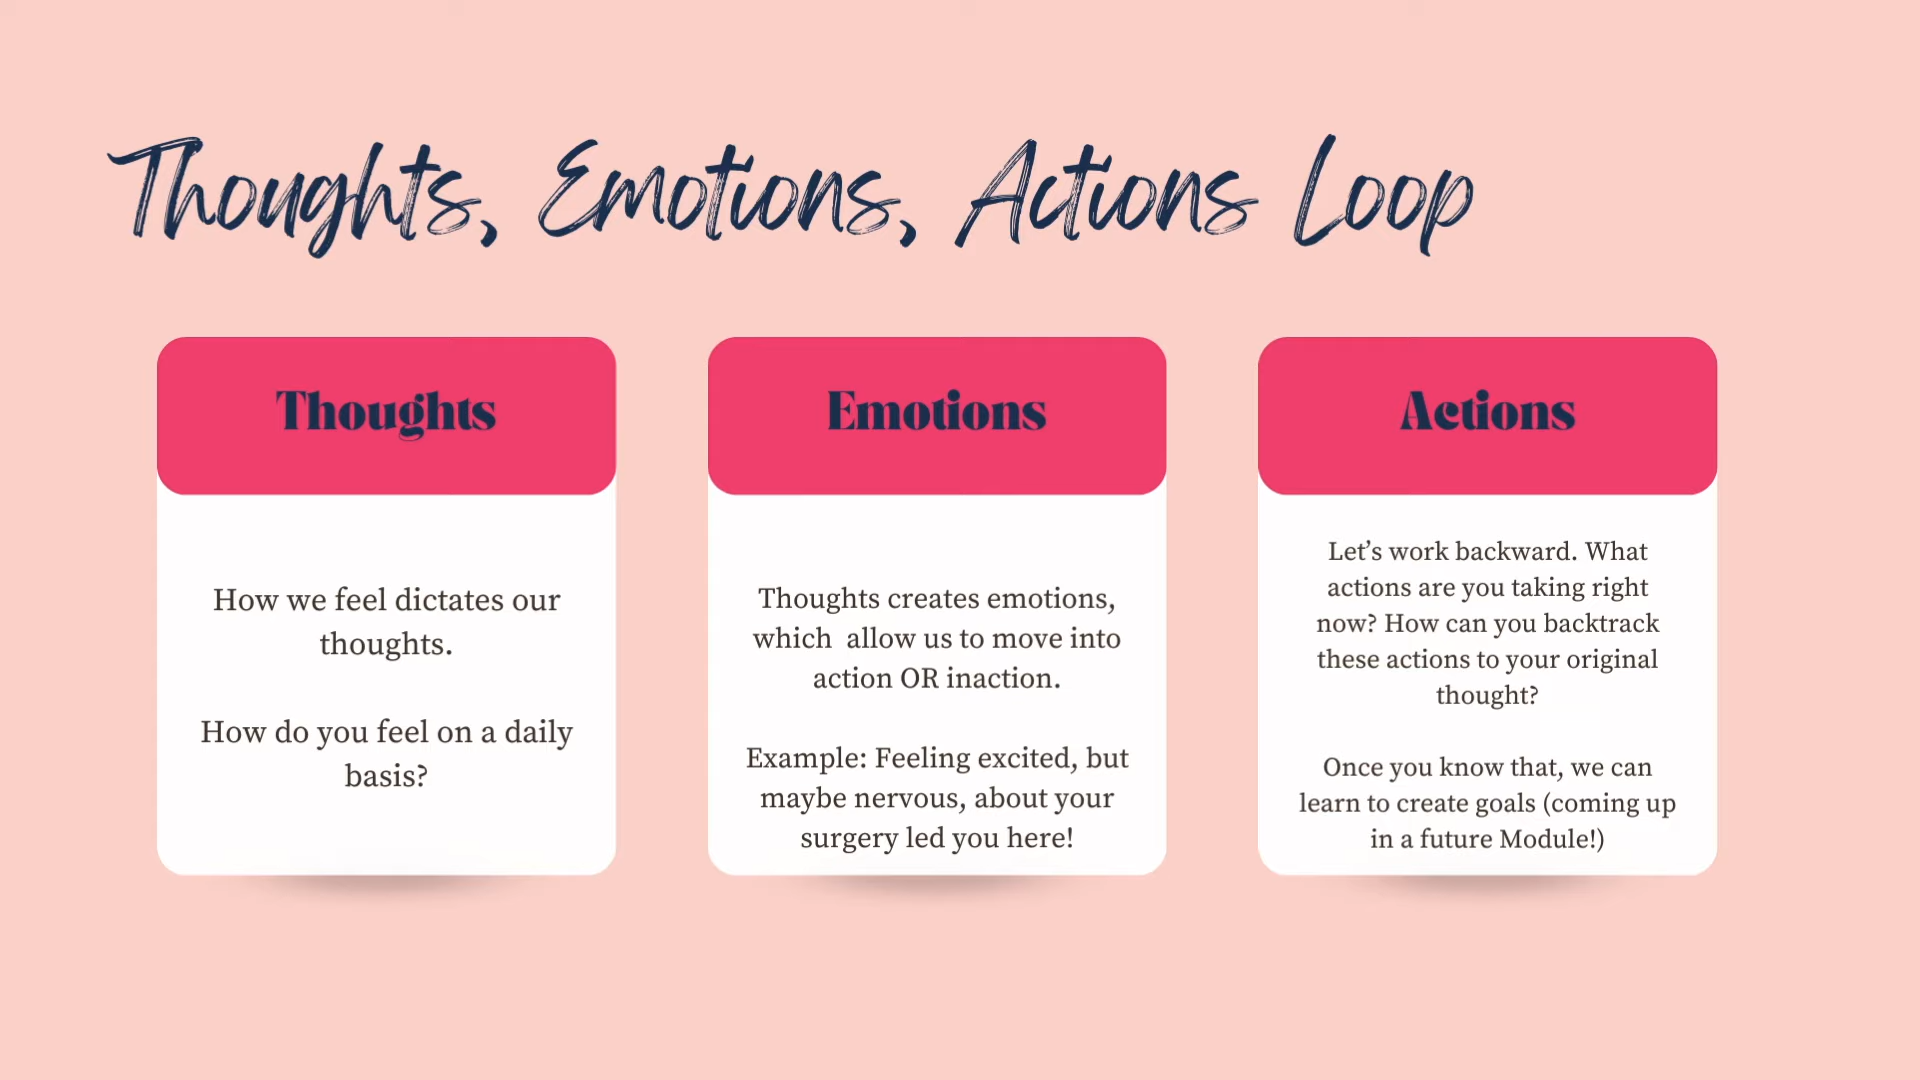 Thoughts, Emotions, Actions Loop
Thoughts
How we feel dictates our
thoughts.
How do you feel on a daily
basis?
Emotions
Thoughts creates emotions,
which  allow us to move into
action OR inaction.
Example: Feeling excited, but
maybe nervous, about your
surgery led you here!
Actions
Let’s work backward. What
actions are you taking right
now? How can you backtrack
these actions to your original
thought?
Once you know that, we can
learn to create goals (coming up
in a future Module!)